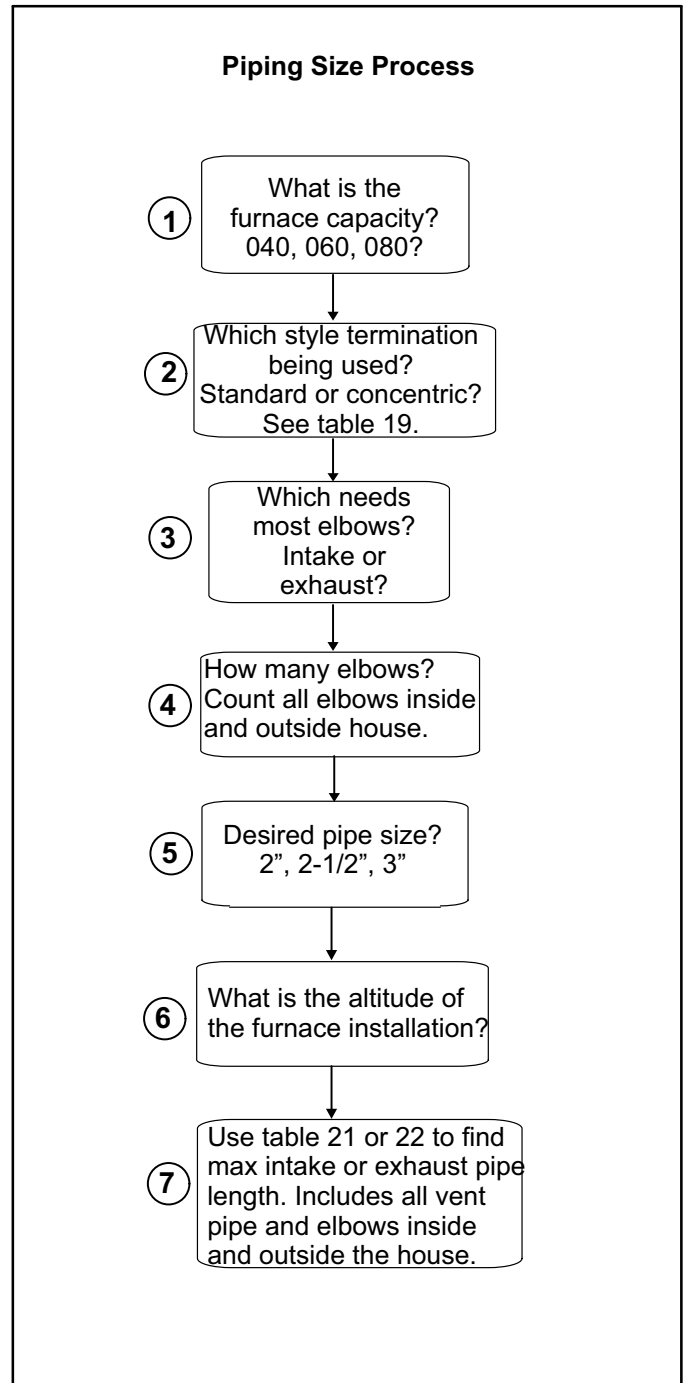 Piping Size Process
1
What is the
furnace capacity?
040, 060, 080?
2
Which style termination
being used?
Standard or concentric?
See table 19.
3
Which needs
most elbows?
Intake or
exhaust?
4
How many elbows?
Count all elbows inside
and outside house.
5
Desired pipe size?
2”, 2-1/2”, 3”
6
What is the altitude of
the furnace installation?
7
Use table 21 or 22 to find
max intake or exhaust pipe
length. Includes all vent
pipe and elbows inside
and outside the house.